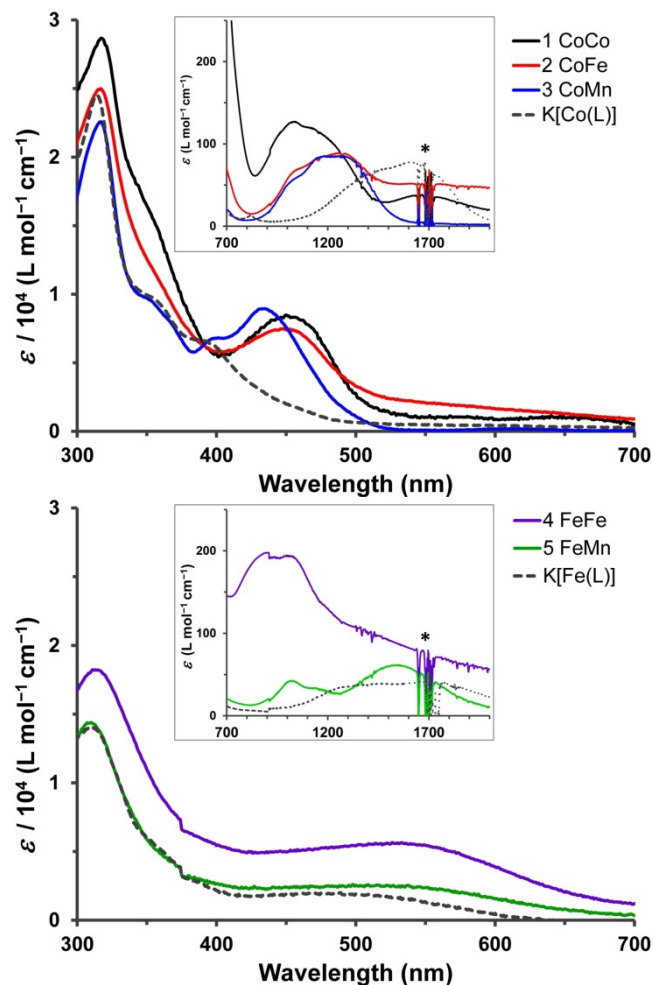 3
2
1
0
ε / 10⁴ (L mol⁻¹ cm⁻¹)
200
100
0
ε (L mol⁻¹ cm⁻¹)
*
700 1200 1700
1 CoCo
2 CoFe
3 CoMn
K[Co(L)]
300 400 500 600 700
Wavelength (nm)
3
2
1
0
ε / 10⁴ (L mol⁻¹ cm⁻¹)
200
100
0
ε (L mol⁻¹ cm⁻¹)
*
700 1200 1700
4 FeFe
5 FeMn
K[Fe(L)]
300 400 500 600 700
Wavelength (nm)